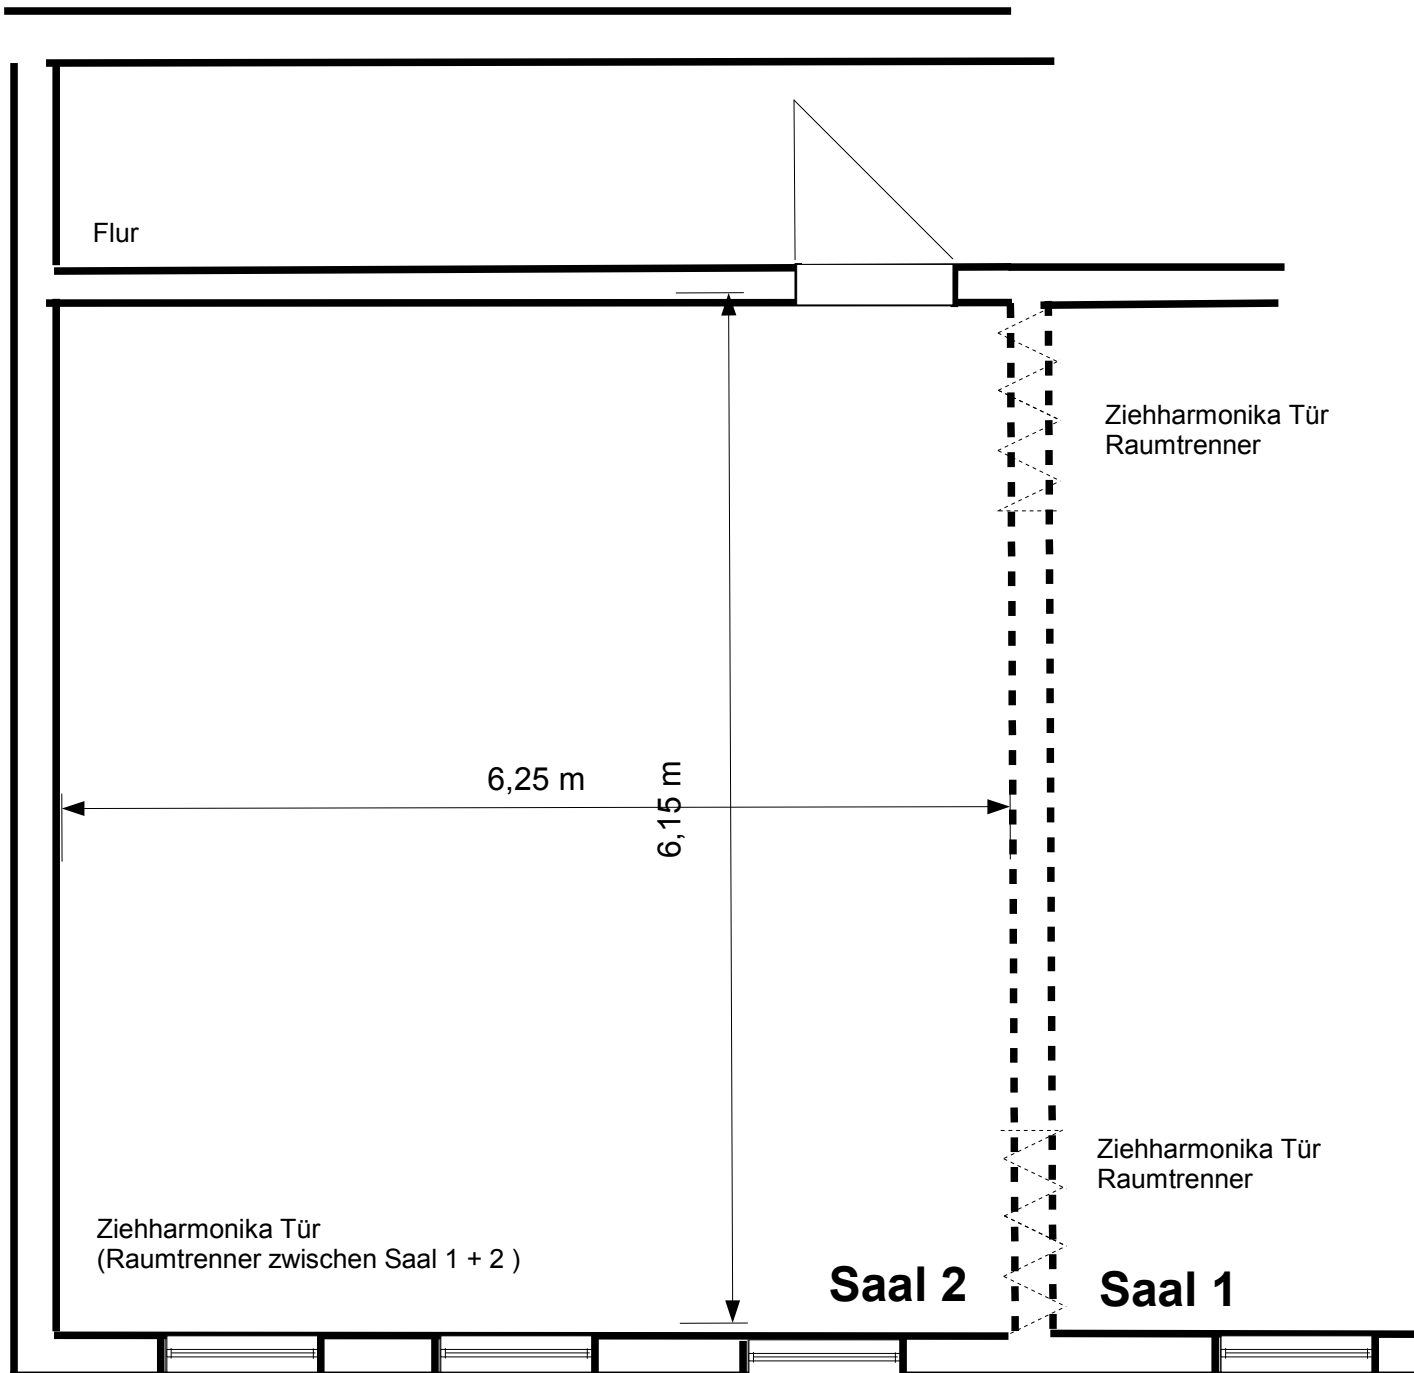 Flur
Ziehharmonika Tür
Raumtrenner
6,25 m
6,15 m
Ziehharmonika Tür
Raumtrenner
Ziehharmonika Tür
(Raumtrenner zwischen Saal 1 + 2 )
Saal 2
Saal 1